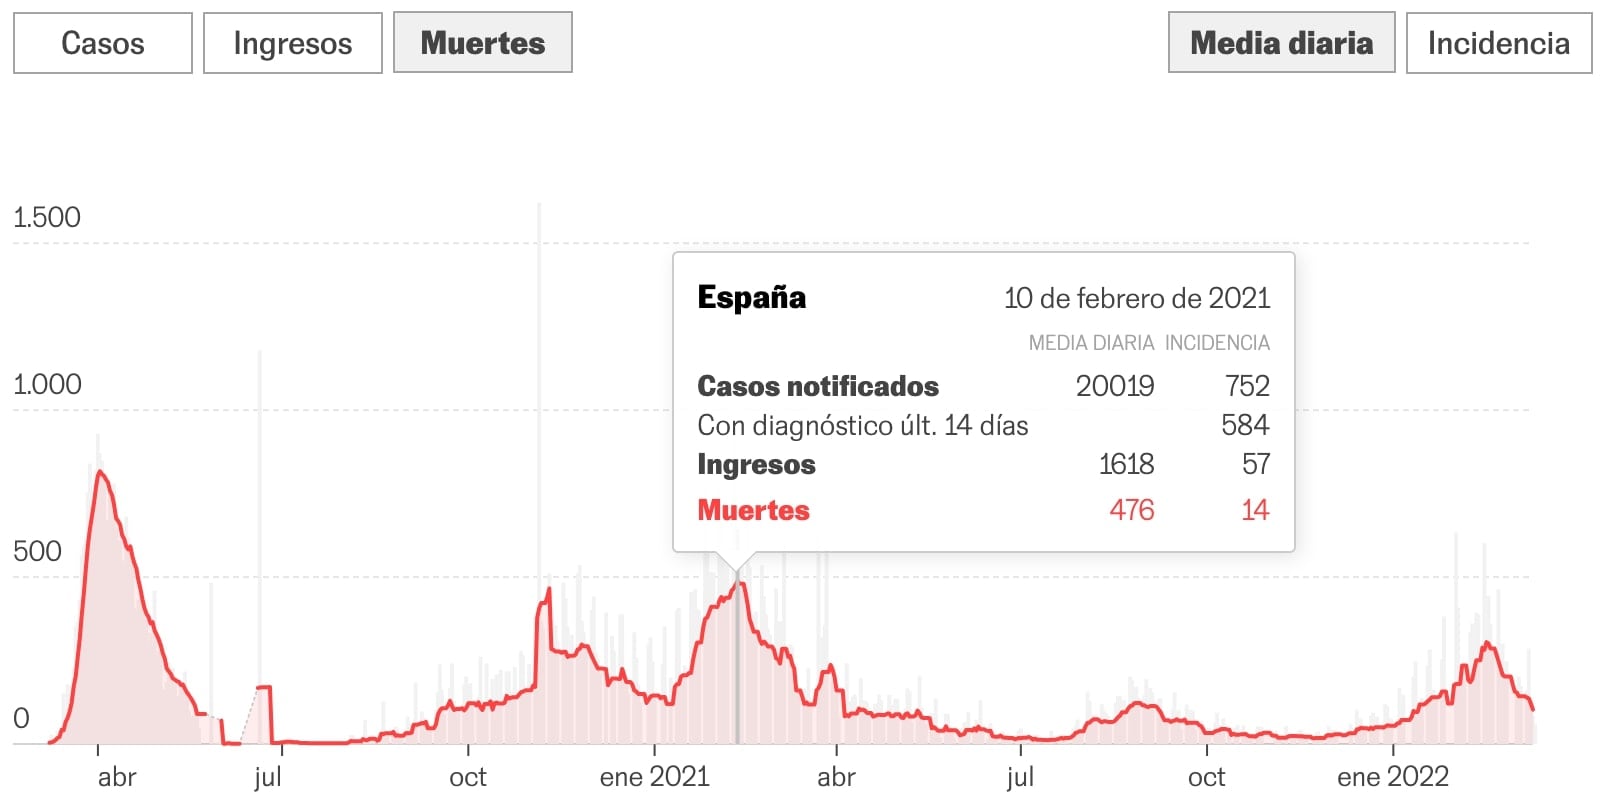 Casos Ingresos Muertes Media diaria Incidencia
1.500
España 10 de febrero de 2021
MEDIA DIARIA INCIDENCIA
1.000
Casos notificados 20019 752
Con diagnóstico últ. 14 días 584
Ingresos 1618 57
Muertes 476 14
500
0
abr jul oct ene 2021 abr jul oct ene 2022